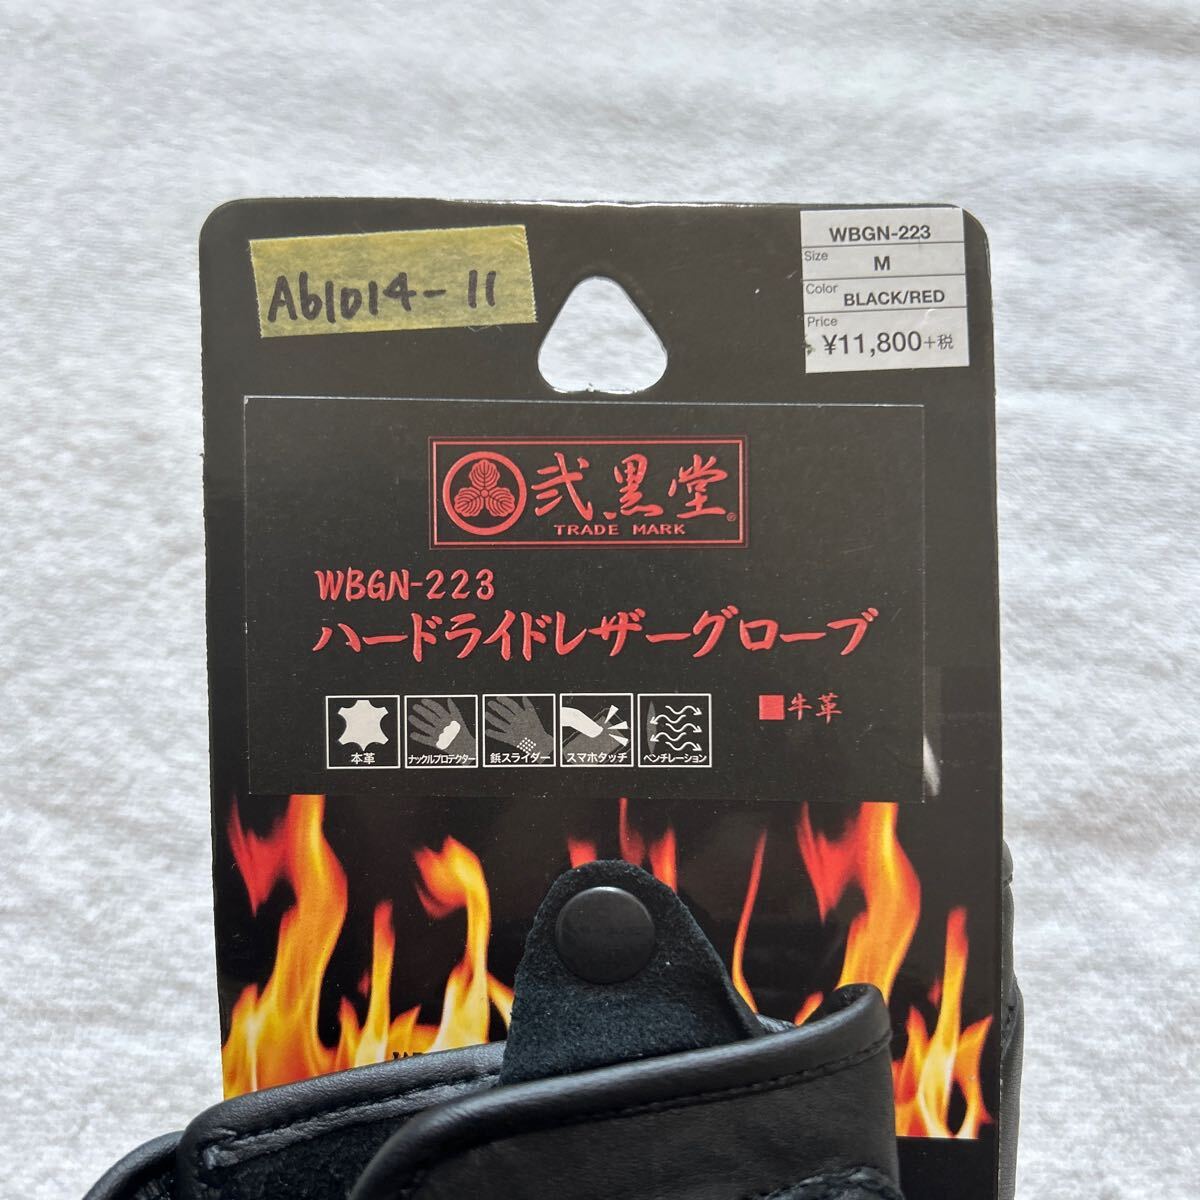 Ab1014-11
WBGN-223
Size M
Color BLACK/RED
Price ¥11,800+税
弐黒堂®
TRADE MARK
WBGN-223
ハードライドレザーグローブ
本革 ナックルプロテクター 鋲スライダー スマホタッチ ベンチレーション
■牛革